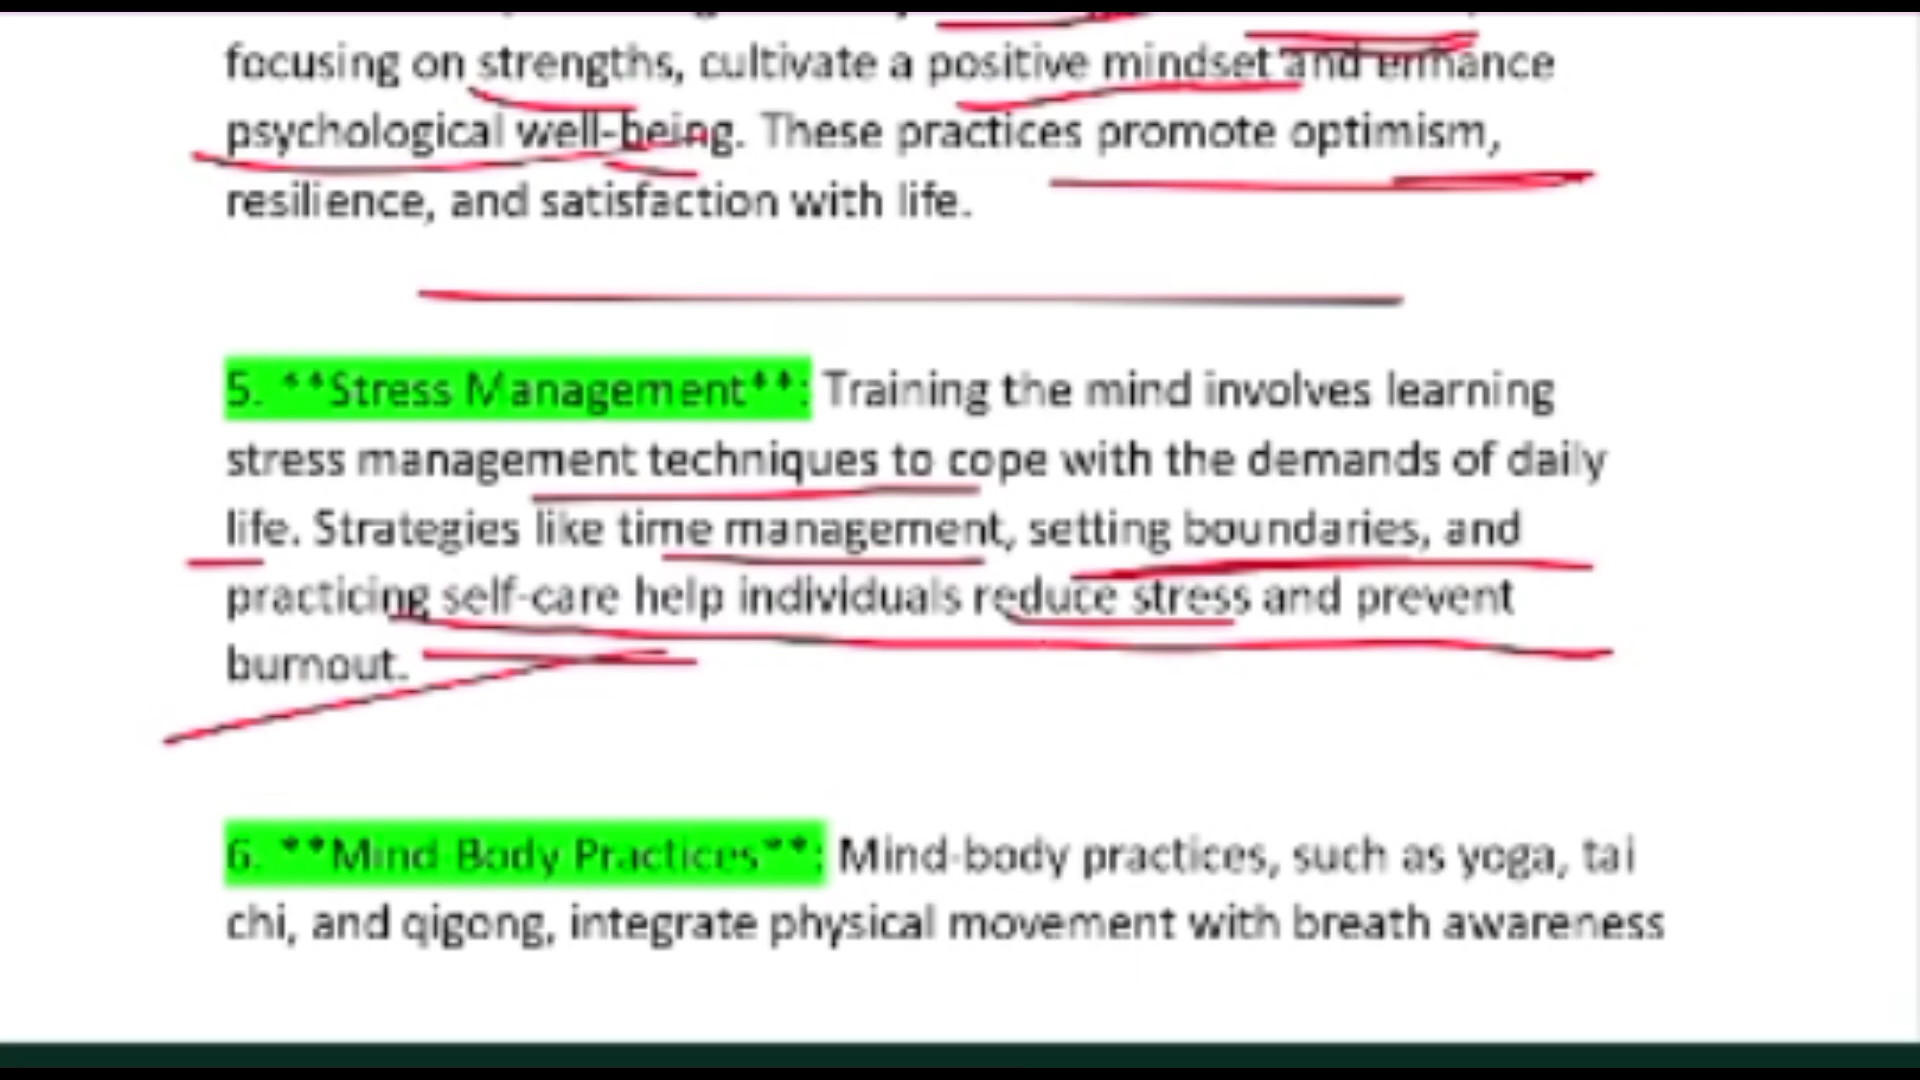 focusing on strengths, cultivate a positive mindset and enhance
psychological well-being. These practices promote optimism,
resilience, and satisfaction with life.
5. **Stress Management**: Training the mind involves learning
stress management techniques to cope with the demands of daily
life. Strategies like time management, setting boundaries, and
practicing self-care help individuals reduce stress and prevent
burnout.
6. **Mind-Body Practices**: Mind-body practices, such as yoga, tai
chi, and qigong, integrate physical movement with breath awareness